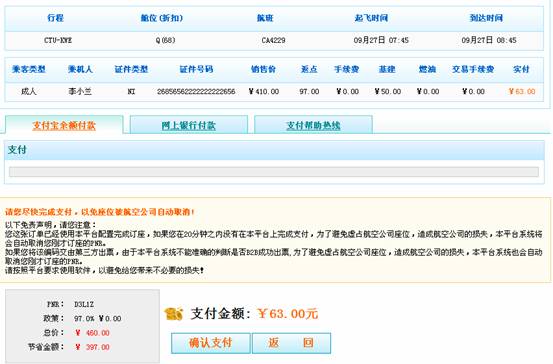 行程 舱位(折扣) 航班 起飞时间 到达时间
CTU-KWE Q(68) CA4229 09月27日 07:45 09月27日 08:45
乘客类型 乘机人 证件类型 证件号码 销售价 返点 手续费 基建 燃油 交易手续费 实付
成人 李小兰 NI 26856562222222222656 ￥410.00 97.00 ￥0.00 ￥50.00 ￥0.00 ￥0.00 ￥63.00
支付宝余额付款 网上银行付款 支付帮助热线
支付
请您尽快完成支付，以免座位被航空公司自动取消！
以下免责声明，请您注意：
您这张订单已经使用本平台配置完成订座，如果您在20分钟之内没有在本平台上完成支付，为了避免虚占航空公司座位，造成航空公司的损失，本平台系统将
会自动取消您刚才订座的PNR。
如果您将该编码交由第三方出票，由于本平台系统不能准确的判断是否B2B成功出票,为了避免虚占航空公司座位，造成航空公司的损失，本平台系统也会自动
取消您刚才订座的PNR。
请按照平台要求使用软件，以避免给您带来不必要的损失！
PNR： D3L1Z
政策： 97.0% ￥0.00
总价： ￥ 460.00
节省金额： ￥ 397.00
支付金额：￥63.00元
确认支付 返 回